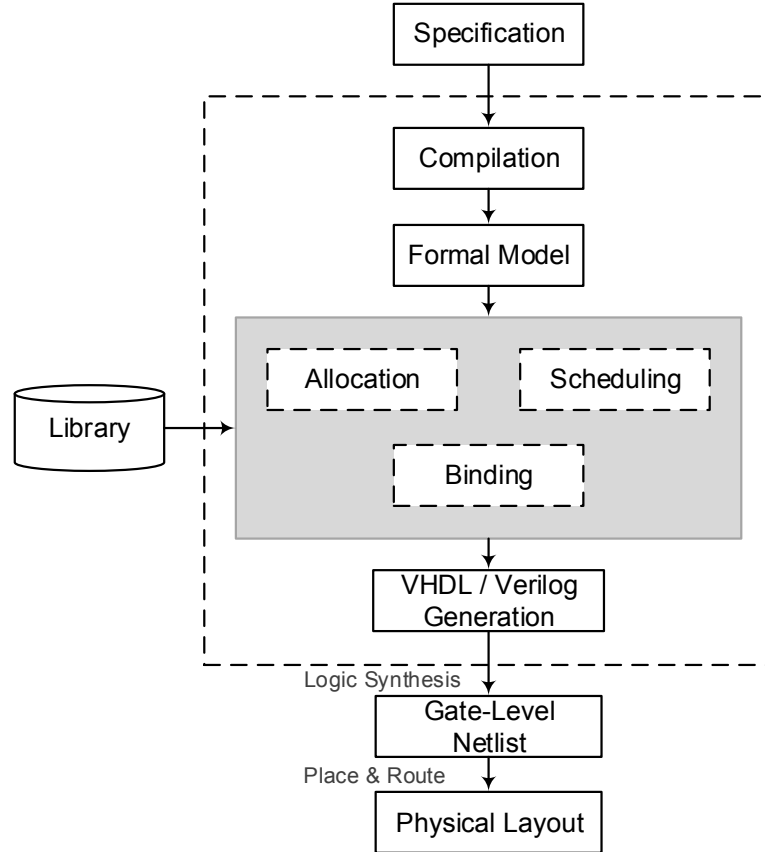 Specification
Compilation
Formal Model
Allocation
Scheduling
Library
Binding
VHDL / Verilog
Generation
Logic Synthesis
Gate-Level
Netlist
Place & Route
Physical Layout